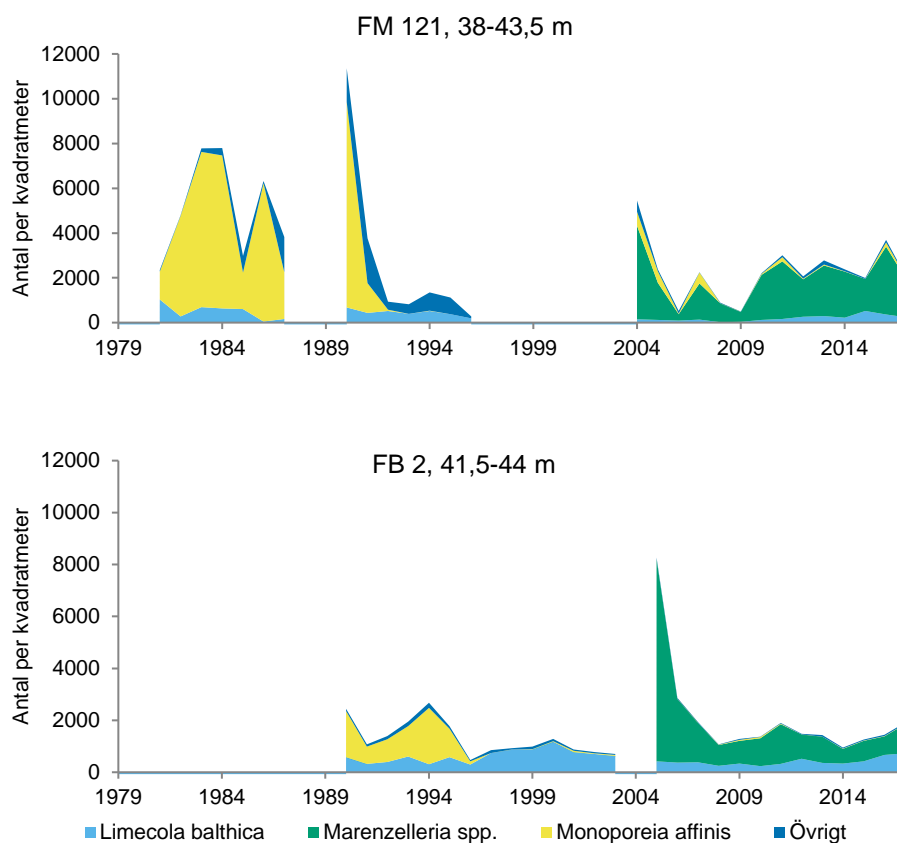 FM 121, 38-43,5 m
Antal per kvadratmeter
12000
10000
8000
6000
4000
2000
0
1979 1984 1989 1994 1999 2004 2009 2014
FB 2, 41,5-44 m
Antal per kvadratmeter
12000
10000
8000
6000
4000
2000
0
1979 1984 1989 1994 1999 2004 2009 2014
Limecola balthica Marenzelleria spp. Monoporeia affinis Övrigt